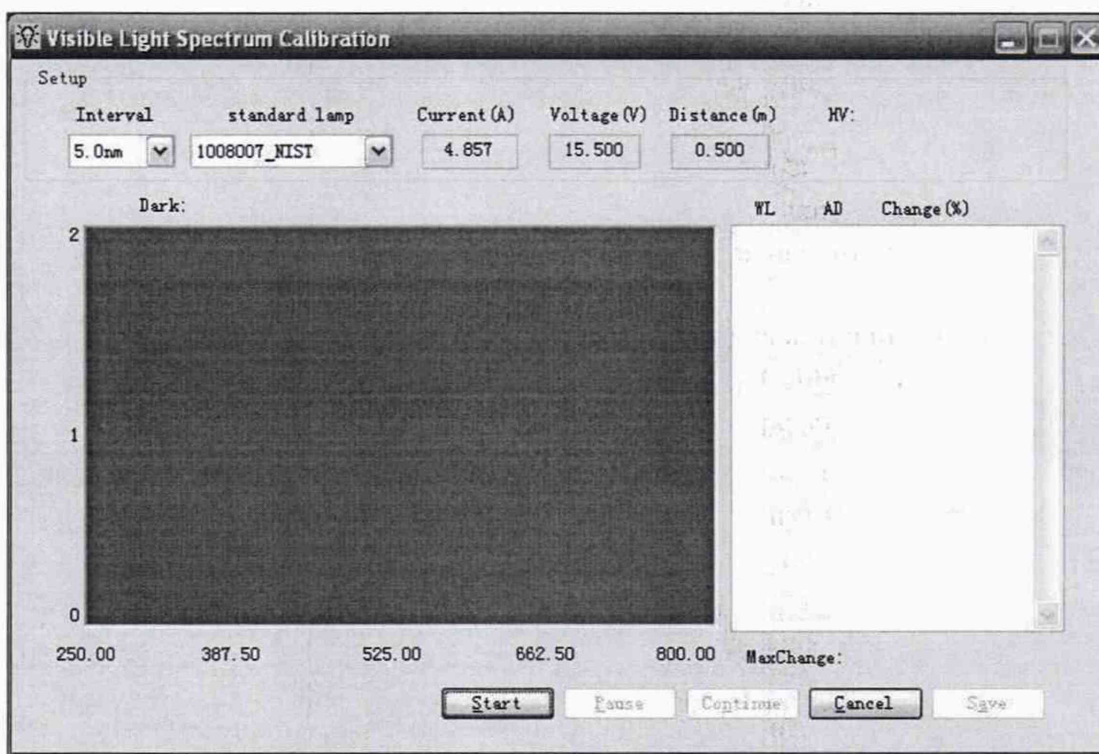 Visible Light Spectrum Calibration
Setup
Interval standard lamp Current(A) Voltage(V) Distance(m) HV:
5.0nm 1008007_NIST 4.857 15.500 0.500
Dark: WL AD Change(%)
2
1
0
250.00 387.50 525.00 662.50 800.00 MaxChange:
Start Pause Continue Cancel Save